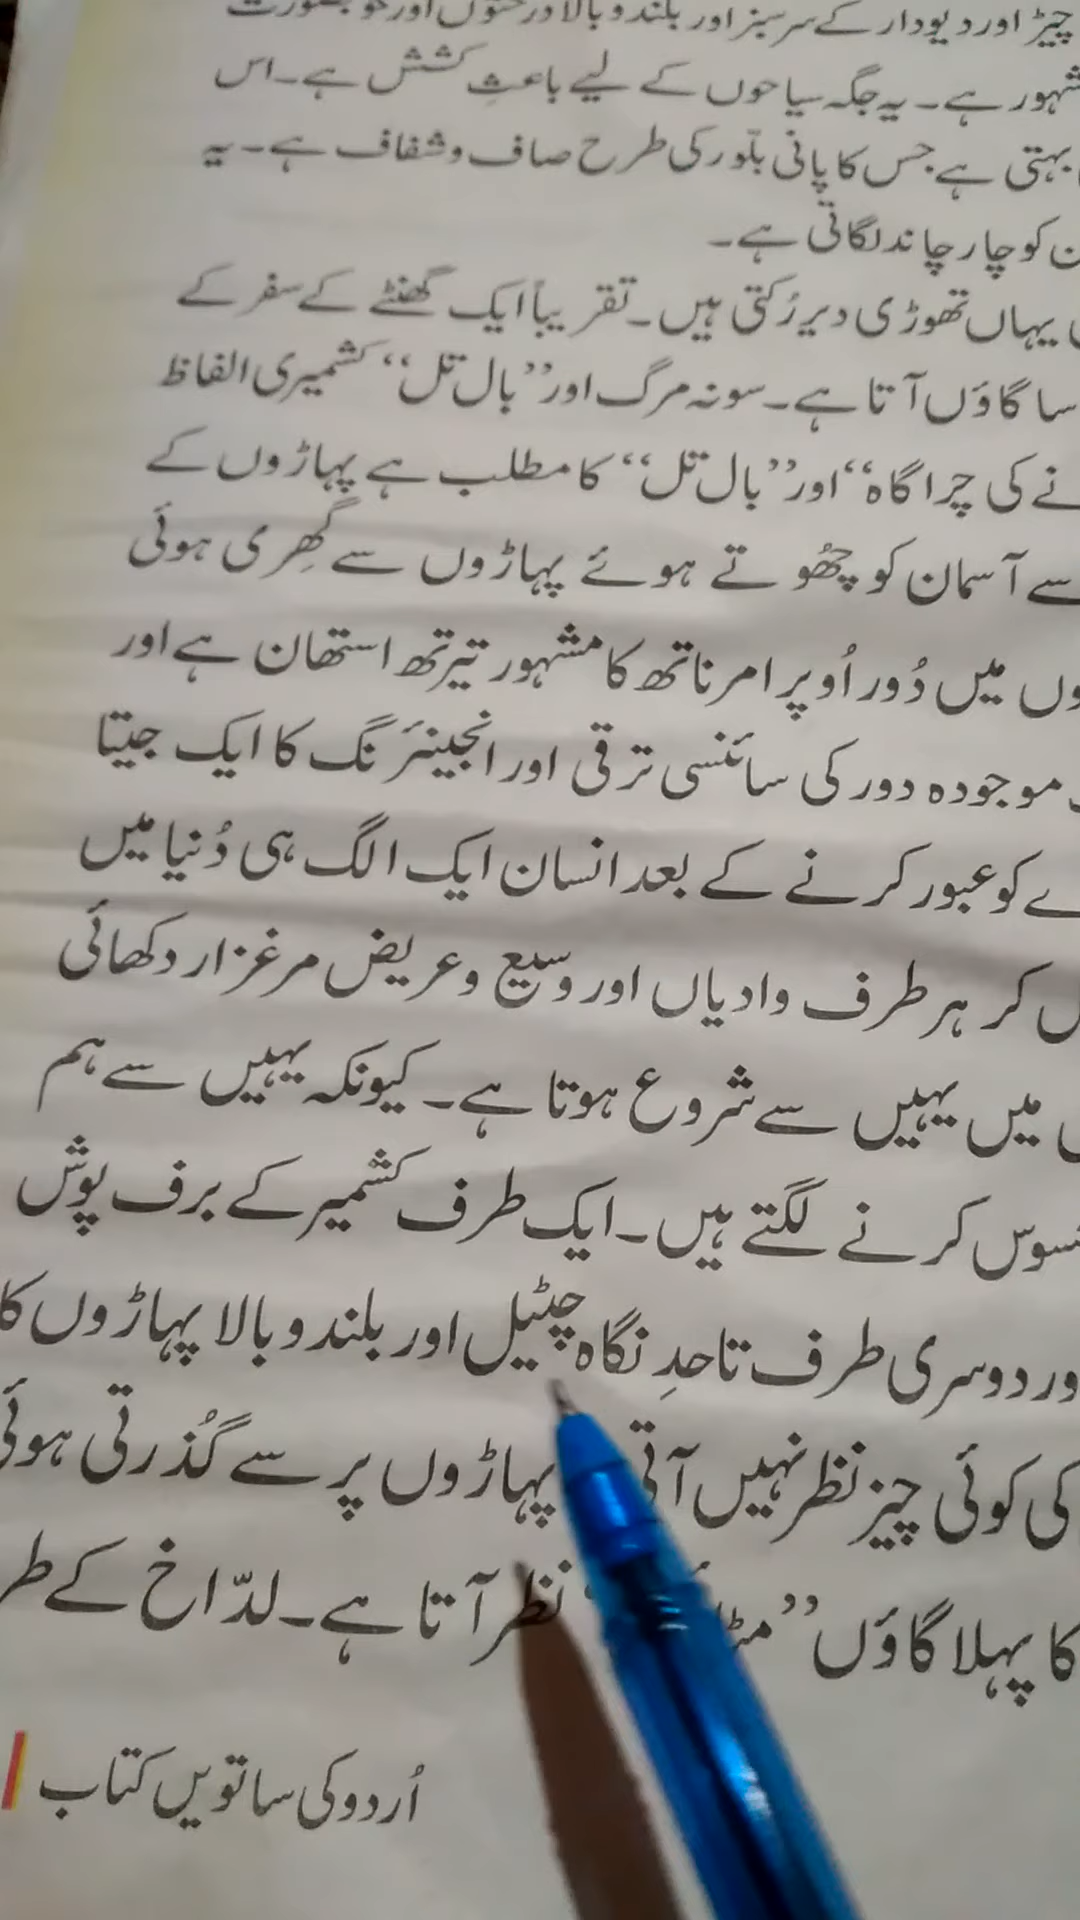 چیڑ اور دیودار کے سرسبز اور بلند و بالا درختوں اور خوبصورت
ہے۔ یہ جگہ سیاحوں کے لیے باعثِ کشش ہے۔ اس
بہتی ہے جس کا پانی بلّور کی طرح صاف و شفاف ہے۔ یہ
کو چار چاند لگاتی ہے۔
یہاں تھوڑی دیر رُکتی ہیں۔ تقریباً ایک گھنٹے کے سفر کے
سا گاؤں آتا ہے۔ سونہ مرگ اور ”بال تل“ کشمیری الفاظ
نے کی چراگاہ“ اور ”بال تل“ کا مطلب ہے پہاڑوں کے
سے آسمان کو چھُوتے ہوئے پہاڑوں سے گھِری ہوئی
وں میں دُور اُوپر امرناتھ کا مشہور تیرتھ استھان ہے اور
موجودہ دور کی سائنسی ترقی اور انجینئرنگ کا ایک جیتا
ے کو عبور کرنے کے بعد انسان ایک الگ ہی دُنیا میں
کر ہر طرف وادیاں اور وسیع و عریض مرغزار دکھائی
میں یہیں سے شروع ہوتا ہے۔ کیونکہ یہیں سے ہم
سوس کرنے لگتے ہیں۔ ایک طرف کشمیر کے برف پوش
ور دوسری طرف تاحدِ نگاہ چٹیل اور بلند و بالا پہاڑوں کا
کی کوئی چیز نظر نہیں آتی پہاڑوں پر سے گُذرتی ہوئی
کا پہلا گاؤں ” نظر آتا ہے۔ لدّاخ کے طر
اُردو کی ساتویں کتاب